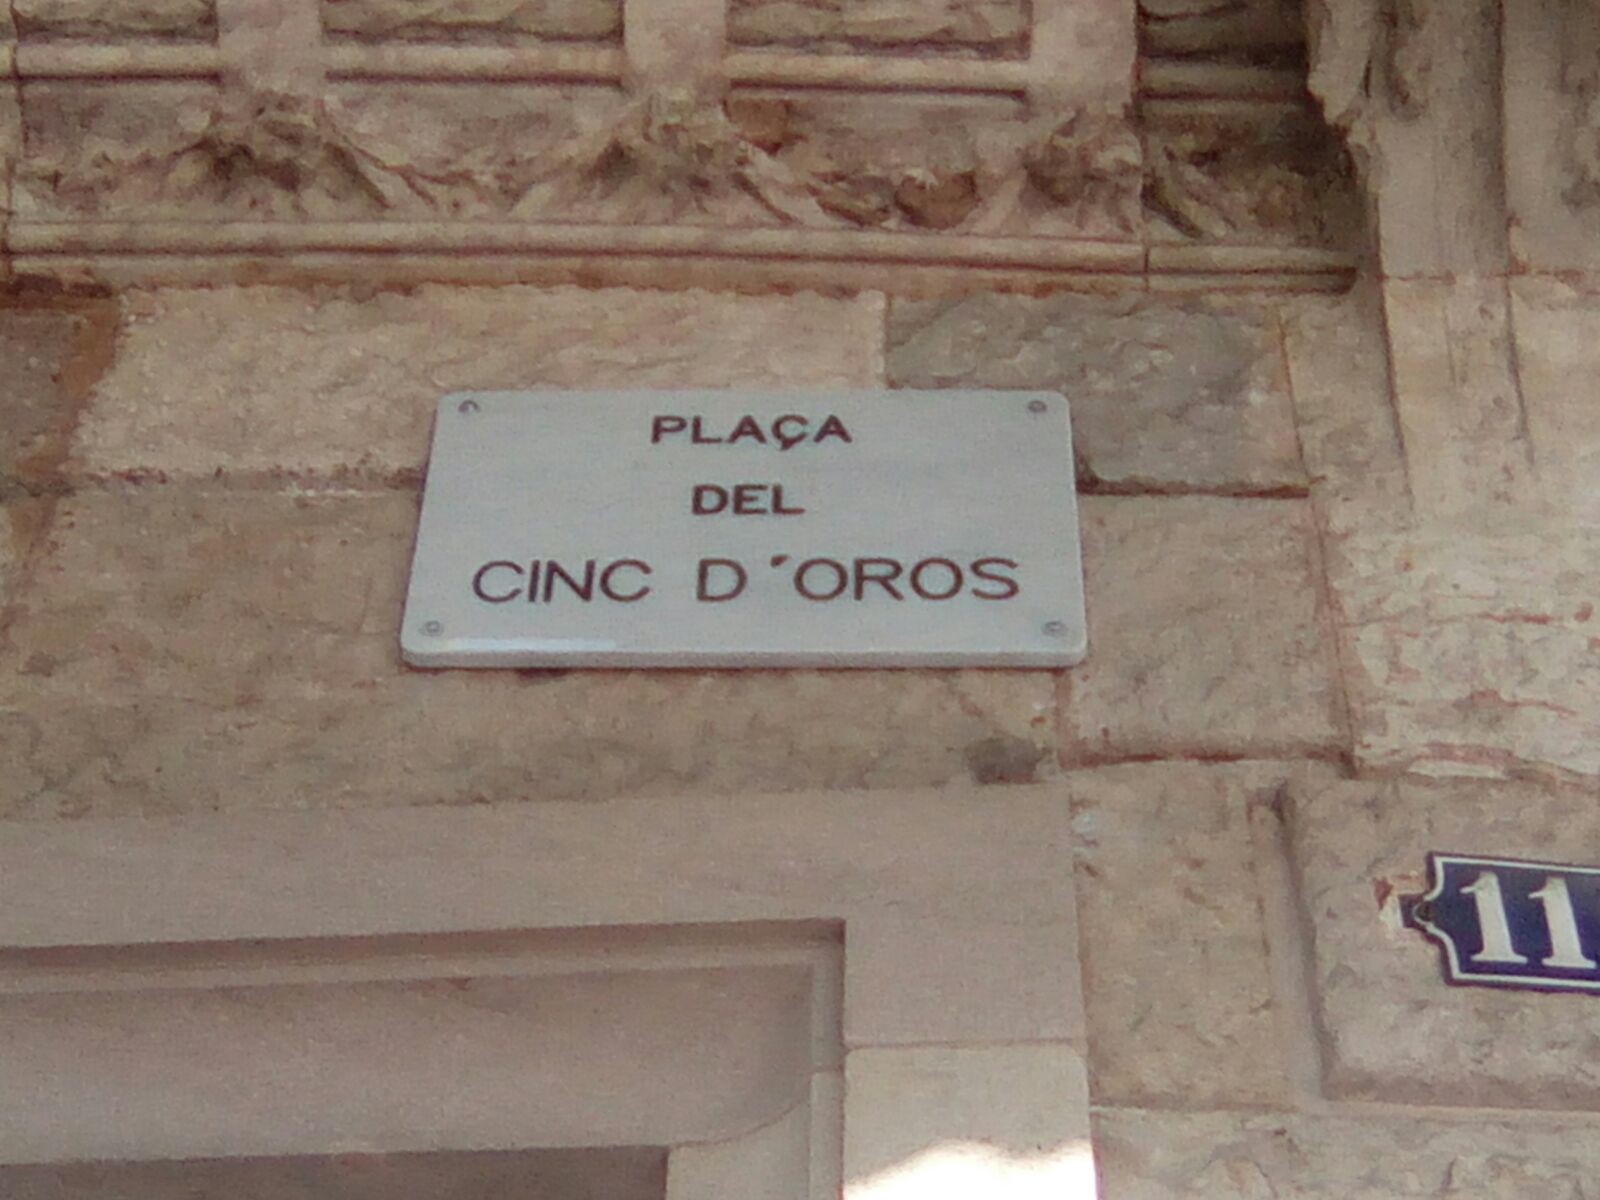 PLAÇA
DEL
CINC D'OROS
11